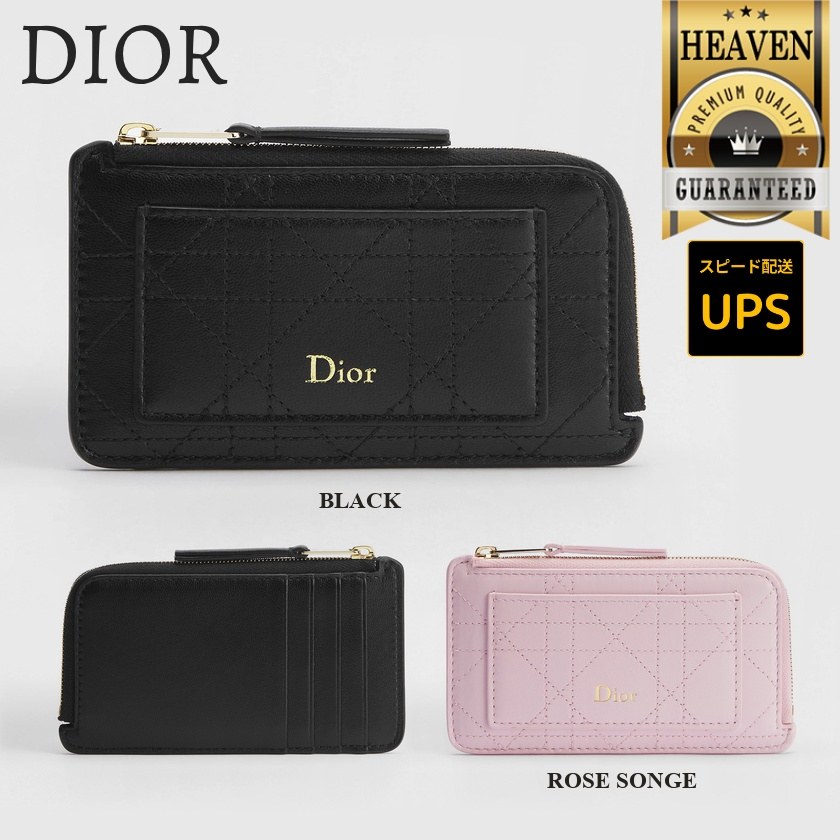 DIOR
HEAVEN
PREMIUM QUALITY
GUARANTEED
スピード配送
UPS
Dior
BLACK
Dior
ROSE SONGE